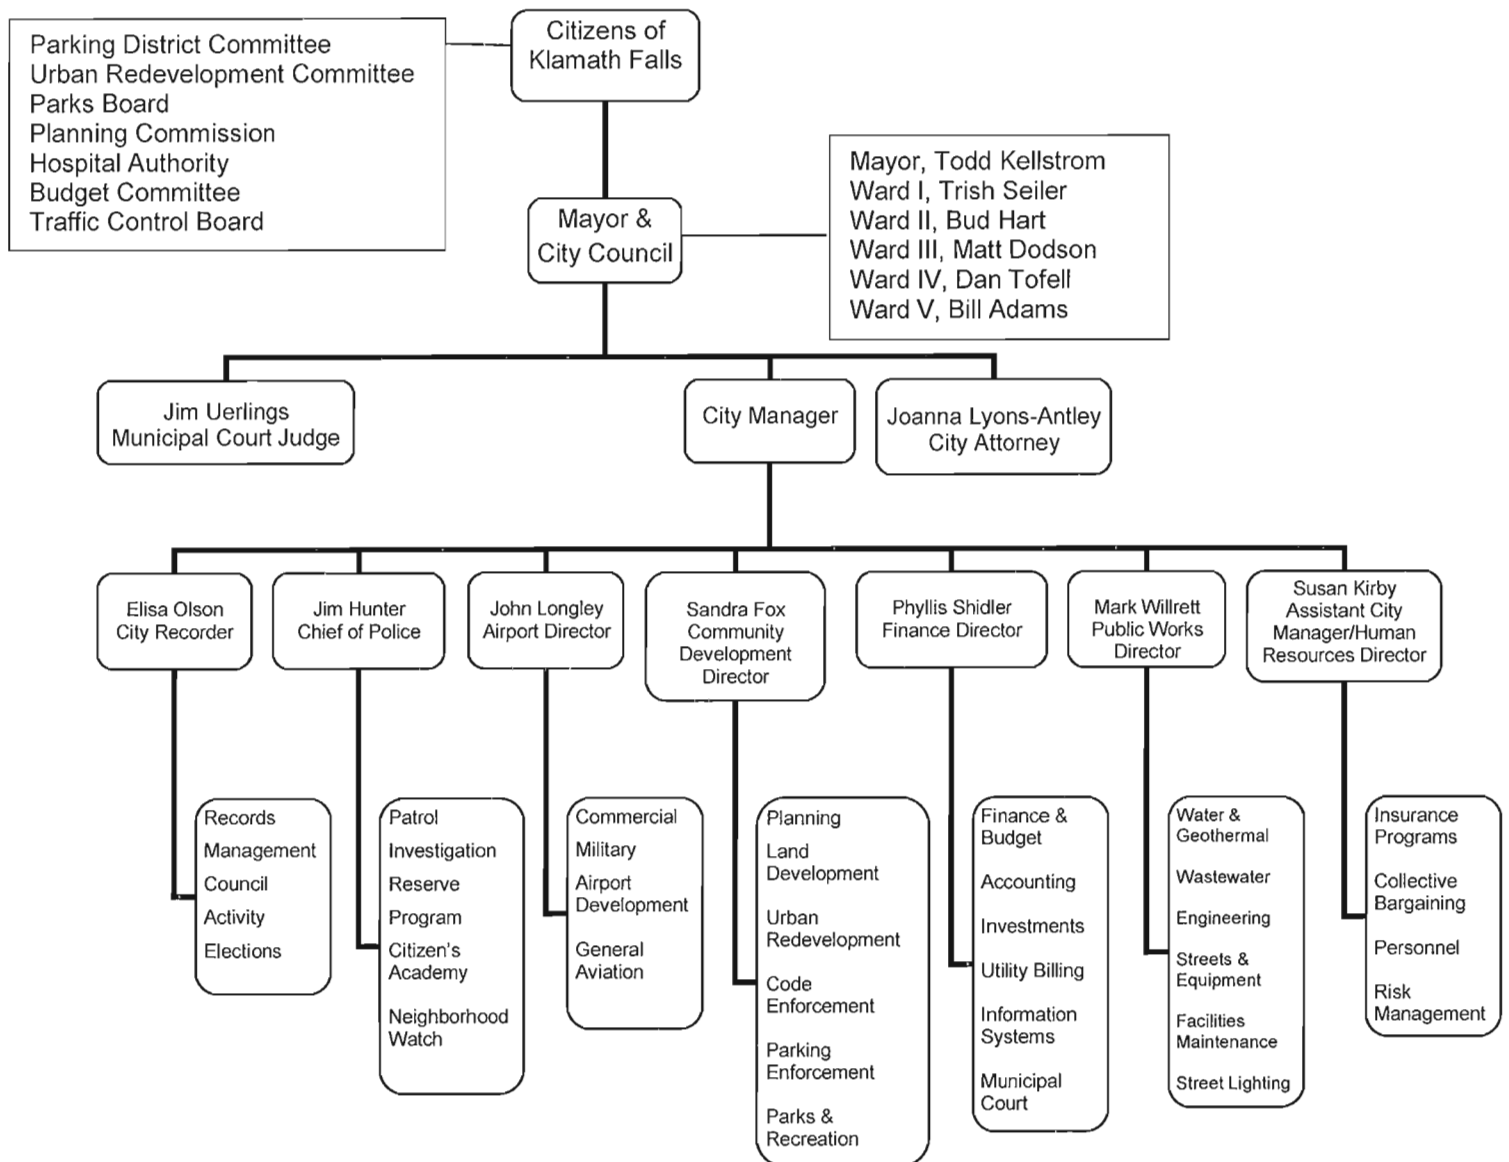 Parking District Committee
Urban Redevelopment Committee
Parks Board
Planning Commission
Hospital Authority
Budget Committee
Traffic Control Board
Citizens of
Klamath Falls
Mayor &
City Council
Mayor, Todd Kellstrom
Ward I, Trish Seiler
Ward II, Bud Hart
Ward III, Matt Dodson
Ward IV, Dan Tofell
Ward V, Bill Adams
Jim Uerlings
Municipal Court Judge
City Manager
Joanna Lyons-Antley
City Attorney
Elisa Olson
City Recorder
Jim Hunter
Chief of Police
John Longley
Airport Director
Sandra Fox
Community
Development
Director
Phyllis Shidler
Finance Director
Mark Willrett
Public Works
Director
Susan Kirby
Assistant City
Manager/Human
Resources Director
Records
Management
Council
Activity
Elections
Patrol
Investigation
Reserve
Program
Citizen's
Academy
Neighborhood
Watch
Commercial
Military
Airport
Development
General
Aviation
Planning
Land
Development
Urban
Redevelopment
Code
Enforcement
Parking
Enforcement
Parks &
Recreation
Finance &
Budget
Accounting
Investments
Utility Billing
Information
Systems
Municipal
Court
Water &
Geothermal
Wastewater
Engineering
Streets &
Equipment
Facilities
Maintenance
Street Lighting
Insurance
Programs
Collective
Bargaining
Personnel
Risk
Management